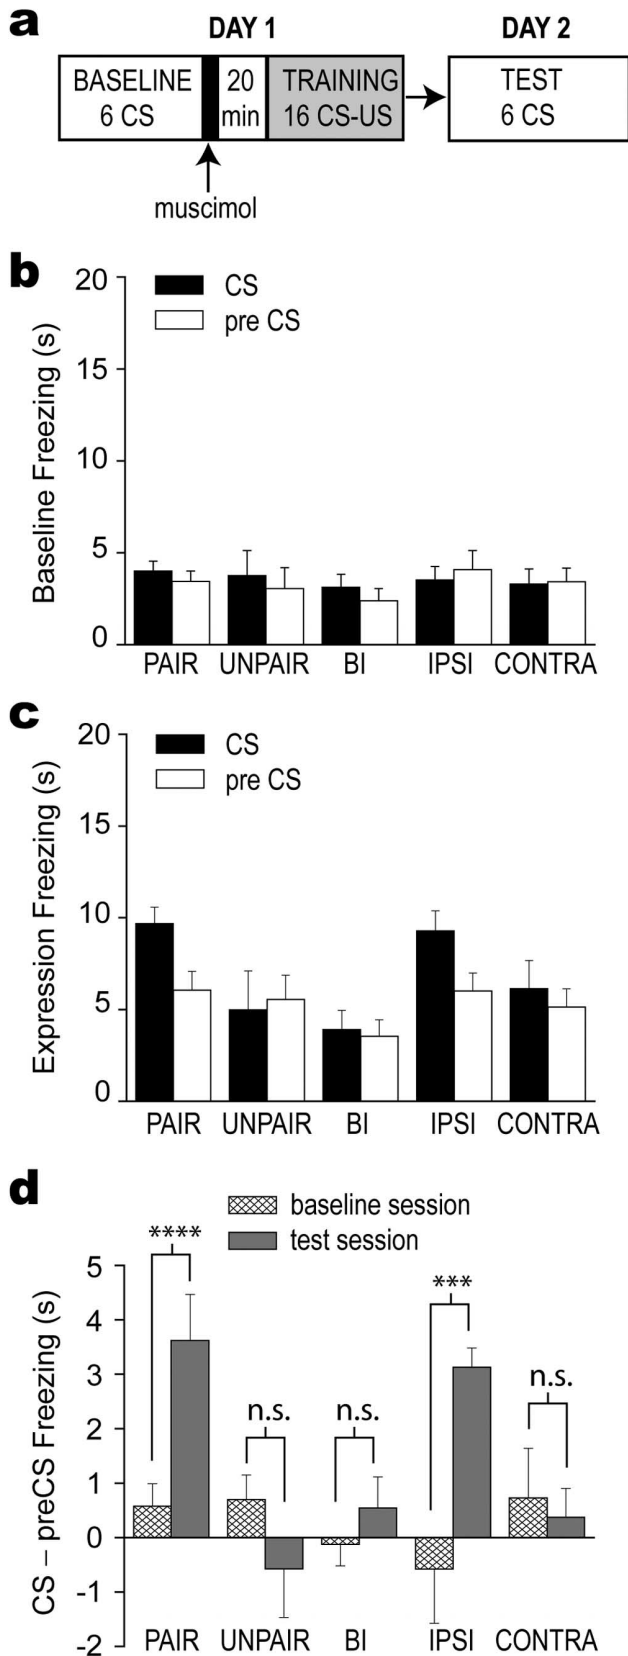 a
DAY 1
DAY 2
BASELINE
6 CS
20
min
TRAINING
16 CS-US
TEST
6 CS
muscimol
b
Baseline Freezing (s)
20
15
10
5
0
CS
pre CS
PAIR UNPAIR BI IPSI CONTRA
c
Expression Freezing (s)
20
15
10
5
0
CS
pre CS
PAIR UNPAIR BI IPSI CONTRA
d
baseline session
test session
CS – preCS Freezing (s)
5
4
3
2
1
0
-1
-2
****
n.s.
n.s.
***
n.s.
PAIR UNPAIR BI IPSI CONTRA